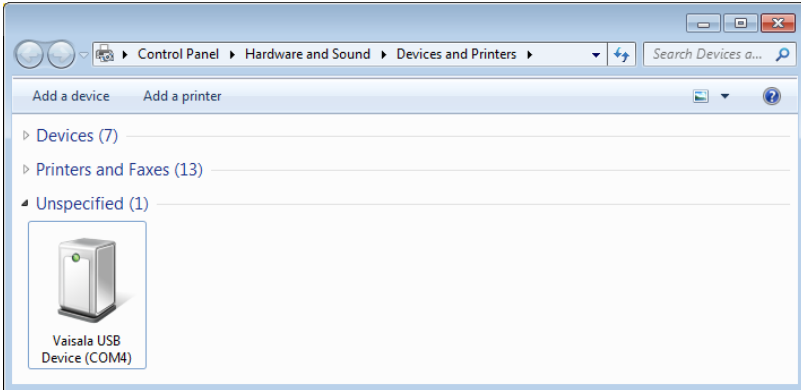 Control Panel Hardware and Sound Devices and Printers Search Devices a...
Add a device Add a printer
Devices (7)
Printers and Faxes (13)
Unspecified (1)
Vaisala USB
Device (COM4)